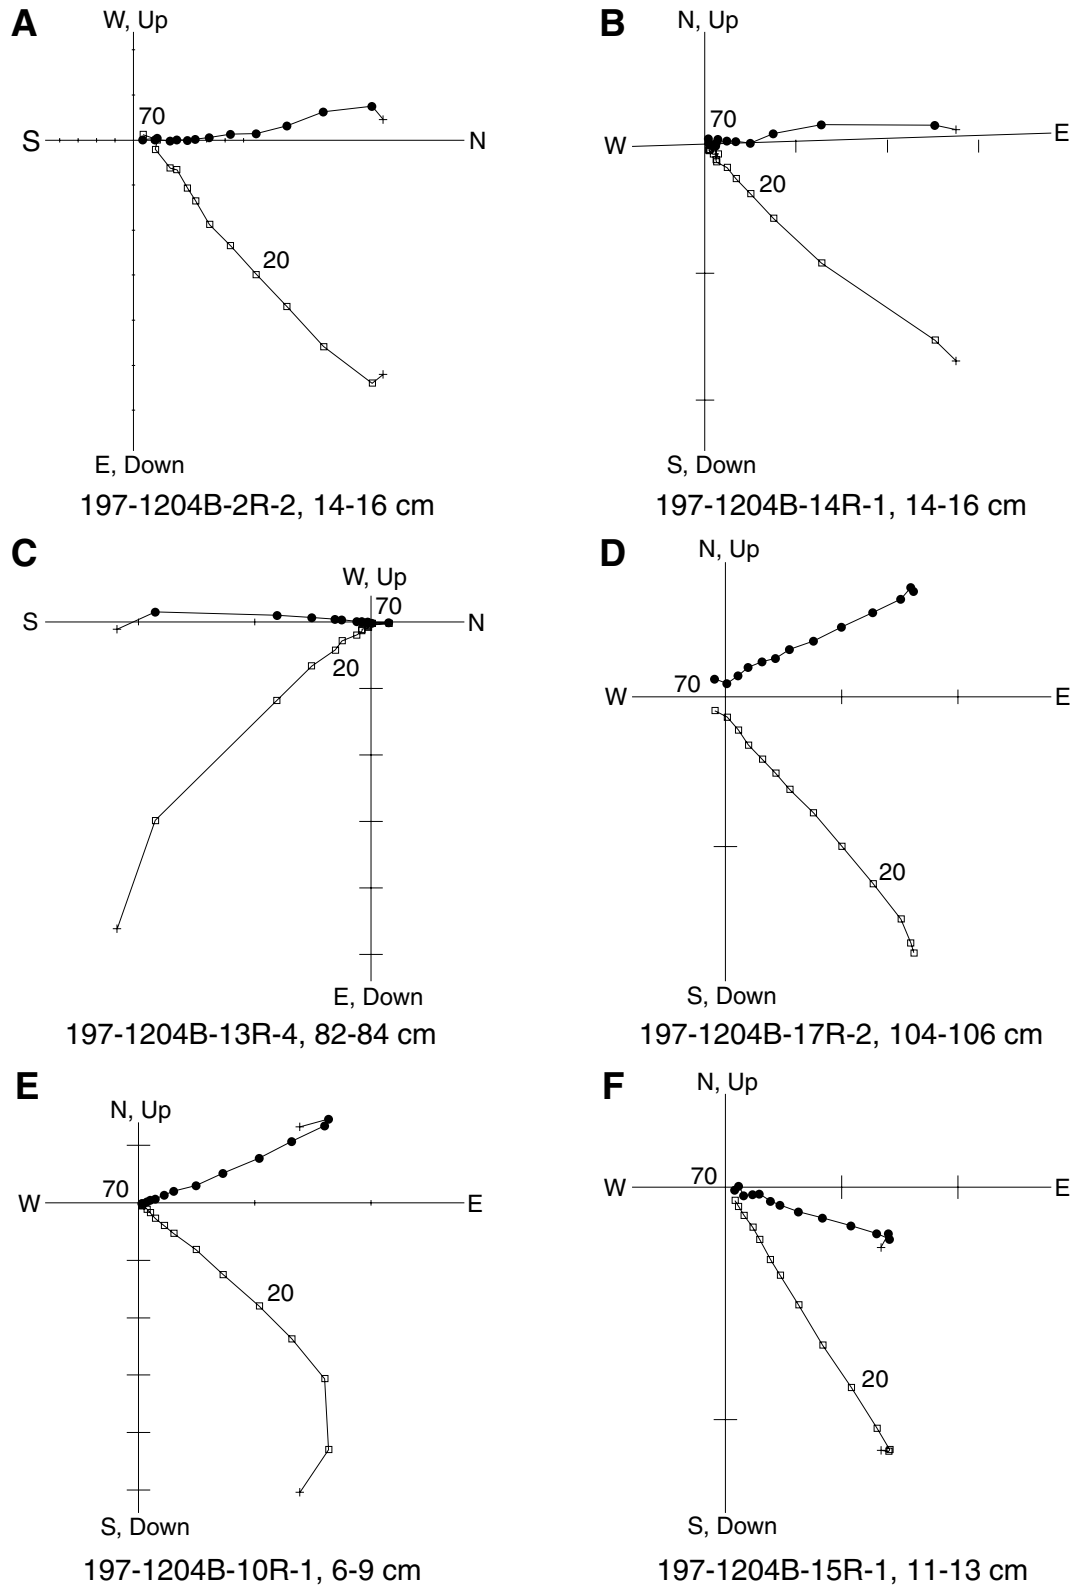 A
W, Up
70
S
N
20
E, Down
197-1204B-2R-2, 14-16 cm
B
N, Up
70
W
E
20
S, Down
197-1204B-14R-1, 14-16 cm
C
W, Up
70
S
N
20
E, Down
197-1204B-13R-4, 82-84 cm
D
N, Up
W
70
E
20
S, Down
197-1204B-17R-2, 104-106 cm
E
N, Up
70
W
E
20
S, Down
197-1204B-10R-1, 6-9 cm
F
N, Up
70
W
E
20
S, Down
197-1204B-15R-1, 11-13 cm